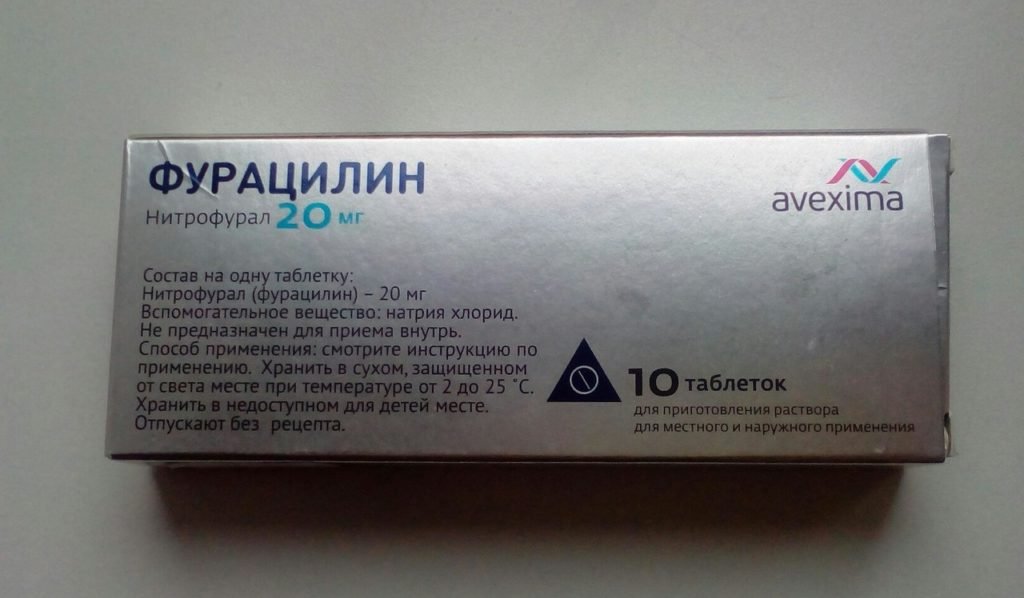 ФУРАЦИЛИН
Нитрофурал 20 мг
avexima
Состав на одну таблетку:
Нитрофурал (фурацилин) – 20 мг
Вспомогательное вещество: натрия хлорид.
Не предназначен для приема внутрь.
Способ применения: смотрите инструкцию по
применению. Хранить в сухом, защищенном
от света месте при температуре от 2 до 25 °С.
Хранить в недоступном для детей месте.
Отпускают без рецепта.
10 таблеток
для приготовления раствора
для местного и наружного применения